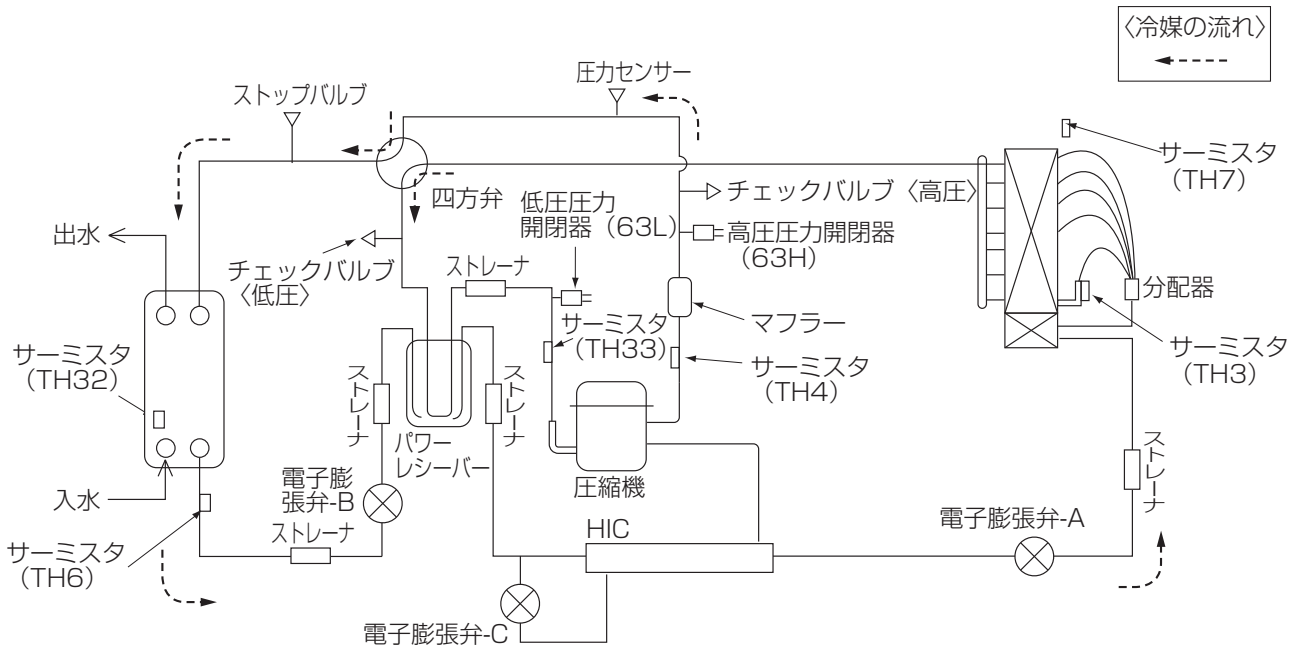 〈冷媒の流れ〉
圧力センサー
ストップバルブ
サーミスタ
(TH7)
四方弁
低圧圧力
開閉器(63L)
チェックバルブ〈高圧〉
高圧圧力開閉器
(63H)
出水
チェックバルブ
〈低圧〉
ストレーナ
分配器
マフラー
サーミスタ
(TH33)
サーミスタ
(TH3)
サーミスタ
(TH32)
サーミスタ
(TH4)
ストレーナ
ストレーナ
パワー
レシーバー
ストレーナ
圧縮機
電子膨
張弁-B
入水
電子膨張弁-A
ストレーナ
HIC
サーミスタ
(TH6)
電子膨張弁-C